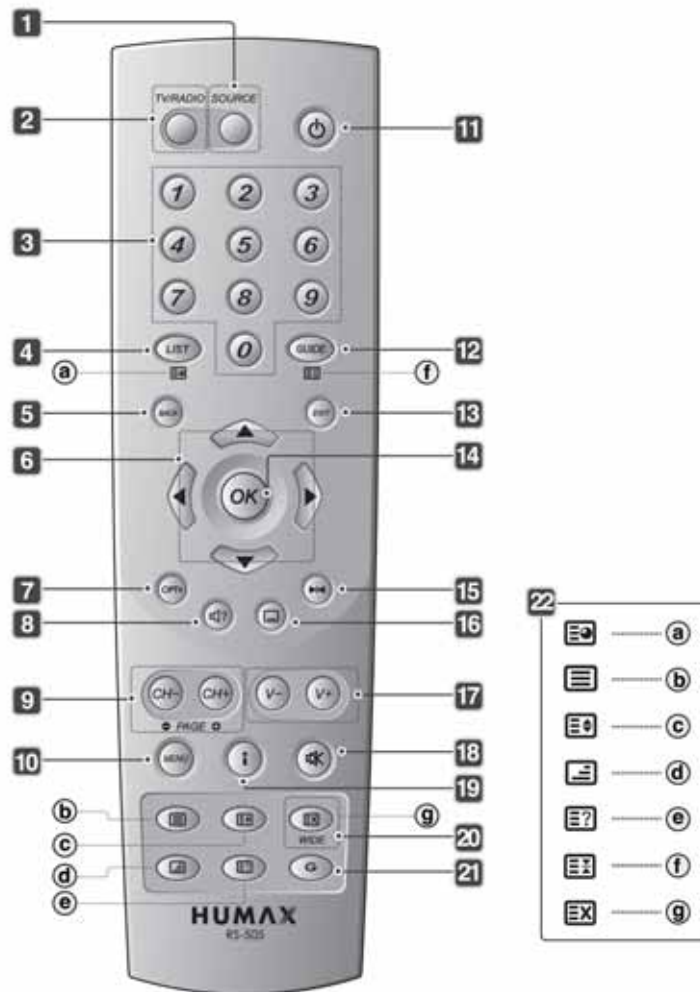 1
TV/RADIO SOURCE
2 11
1 2 3
3 4 5 6
7 8 9
4 LIST 0 GUIDE 12
a f
5 BACK EXIT 13
6 14
OK
7 OPT+ 15
8 16
9 CH- CH+ V- V+ 17
PAGE
10 MENU i 18
19
b g
c WIDE 20
d G 21
e
HUMAX
RS-505
22
a
b
c
d
e
f
g